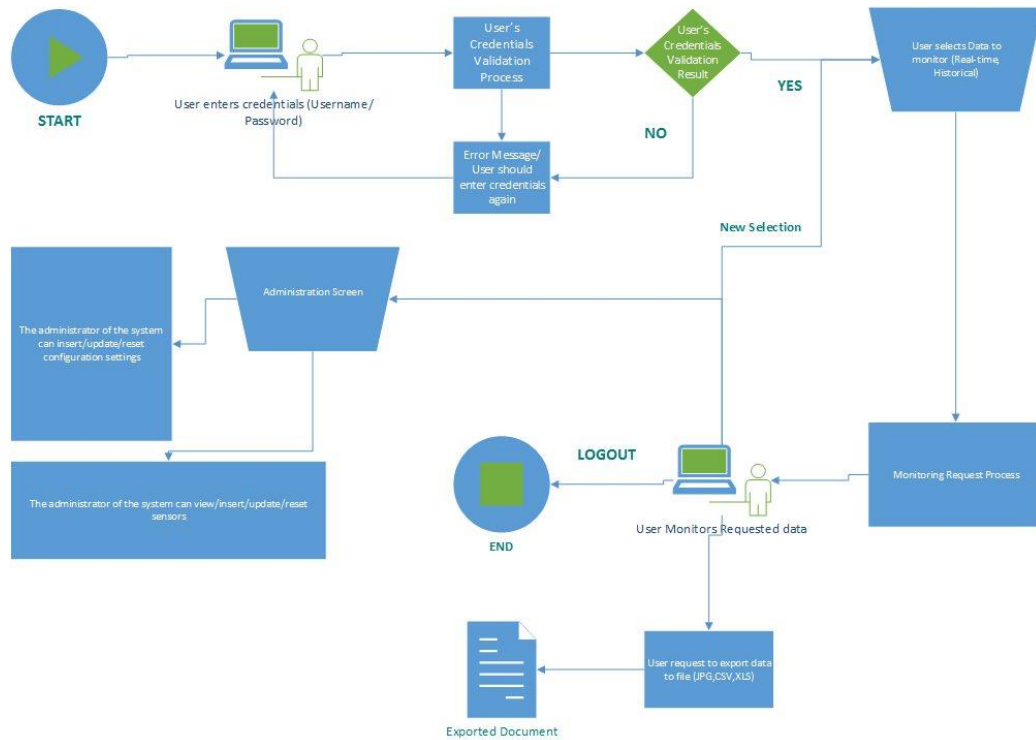 START
User enters credentials (Username/
Password)
User's
Credentials
Validation
Process
User's
Credentials
Validation
Result
YES
NO
User selects Data to
monitor (Real-time,
Historical)
Error Message/
User should
enter credentials
again
New Selection
Administration Screen
The administrator of the system
can insert/update/reset
configuration settings
The administrator of the system can view/insert/update/reset
sensors
LOGOUT
END
User Monitors Requested data
Monitoring Request Process
User request to export data
to file (JPG,CSV,XLS)
Exported Document